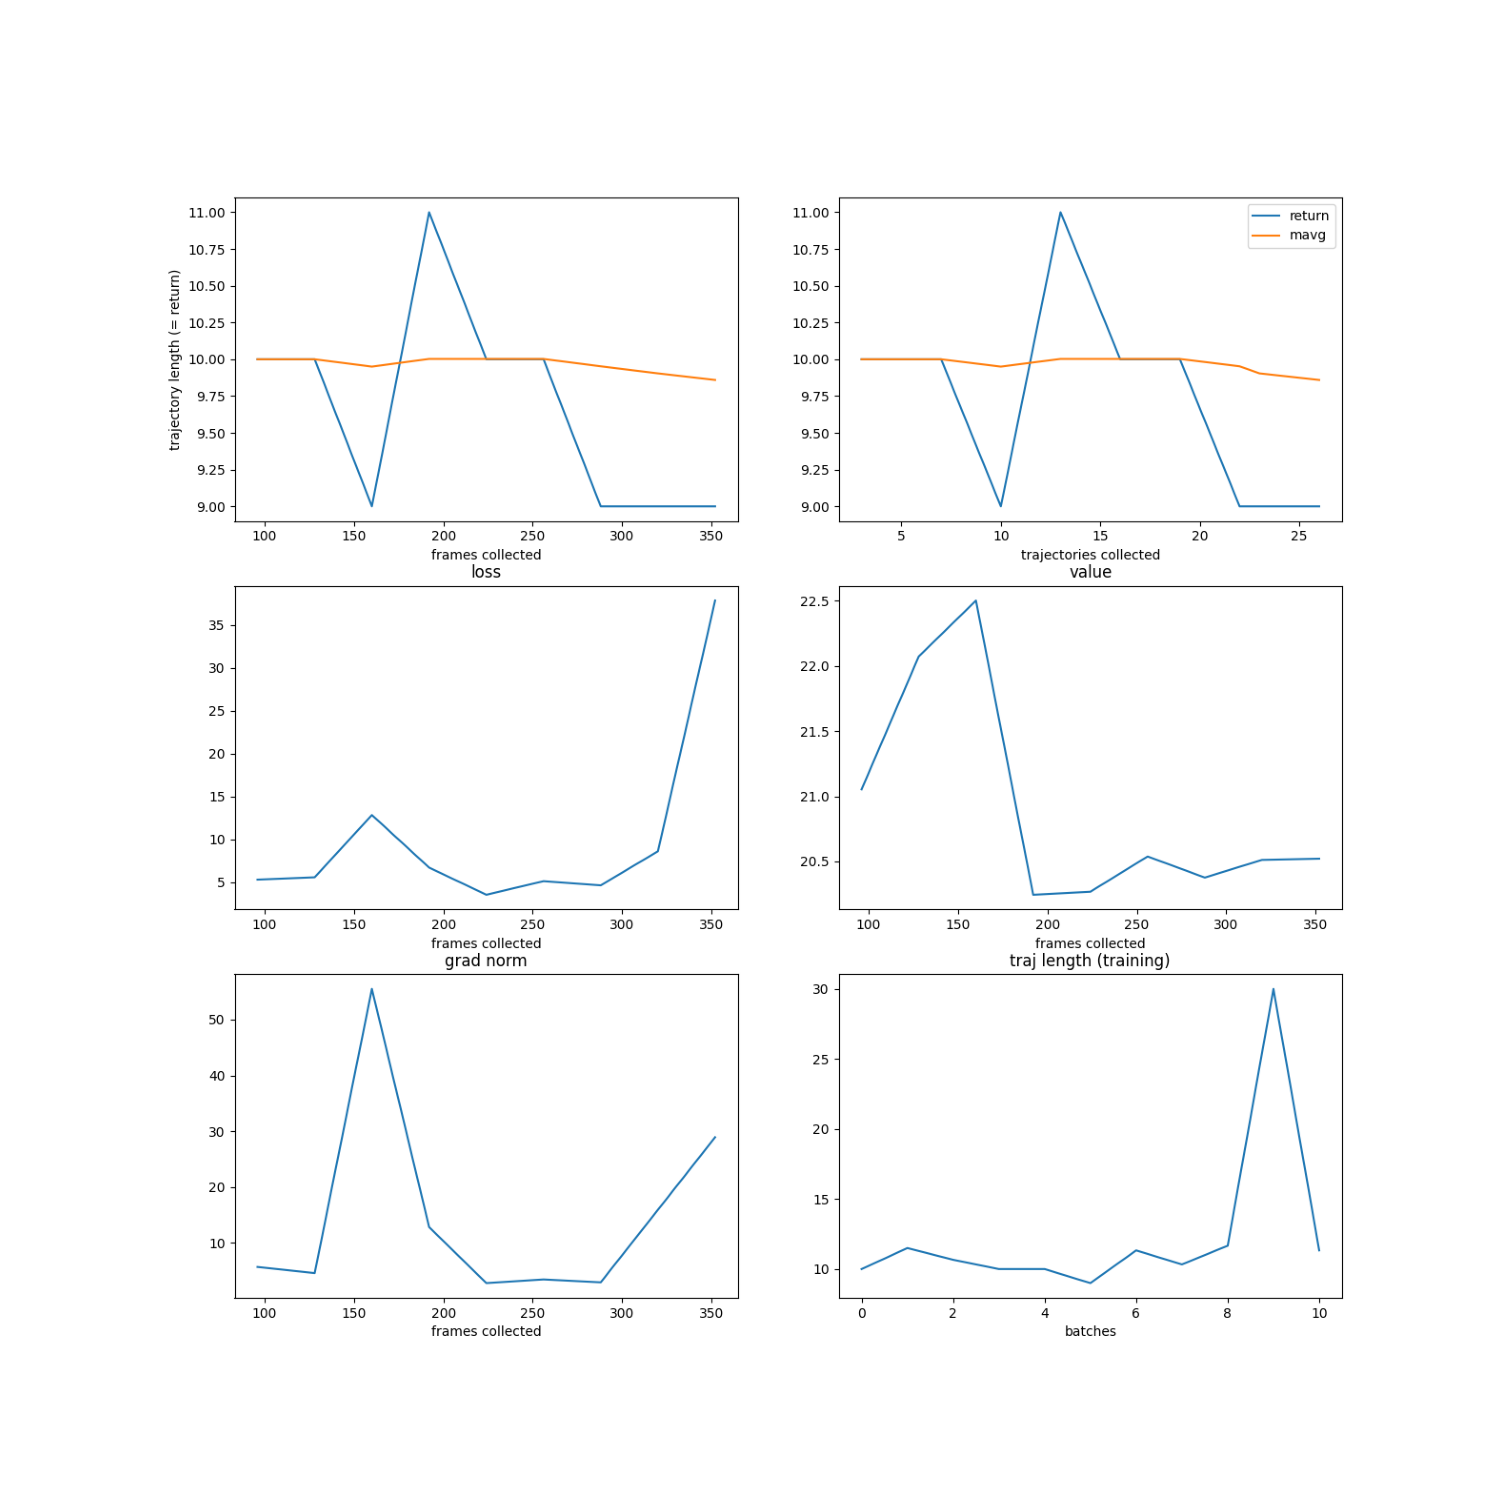 11.00
10.75
10.50
10.25
10.00
9.75
9.50
9.25
9.00
trajectory length (= return)
100 150 200 250 300 350
frames collected
11.00
10.75
10.50
10.25
10.00
9.75
9.50
9.25
9.00
return
mavg
5 10 15 20 25
trajectories collected
loss
35
30
25
20
15
10
5
100 150 200 250 300 350
frames collected
value
22.5
22.0
21.5
21.0
20.5
100 150 200 250 300 350
frames collected
grad norm
50
40
30
20
10
100 150 200 250 300 350
frames collected
traj length (training)
30
25
20
15
10
0 2 4 6 8 10
batches